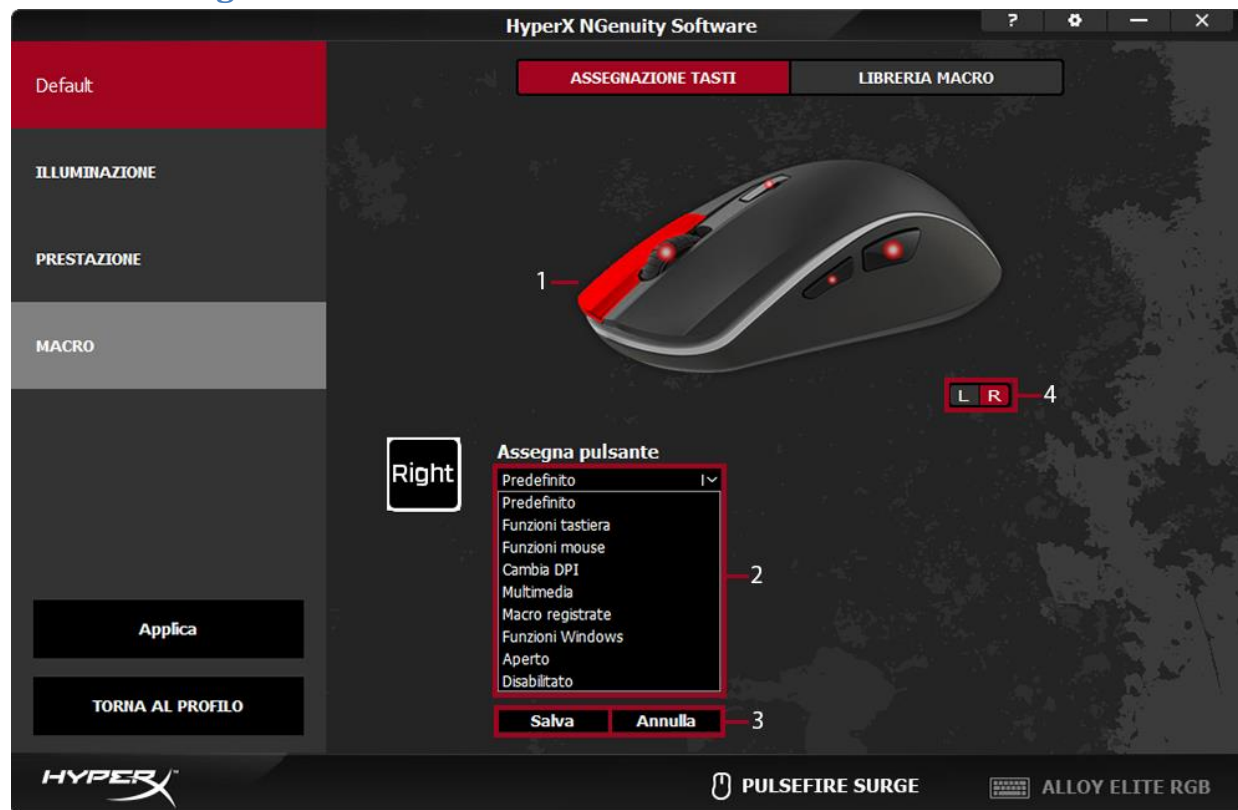 HyperX NGenuity Software
?
Default
ASSEGNAZIONE TASTI
LIBRERIA MACRO
ILLUMINAZIONE
PRESTAZIONE
MACRO
1
L R 4
Right
Assegna pulsante
Predefinito
Predefinito
Funzioni tastiera
Funzioni mouse
Cambia DPI
Multimedia
Macro registrate
Funzioni Windows
Aperto
Disabilitato
2
Salva Annulla 3
Applica
TORNA AL PROFILO
HYPERX
PULSEFIRE SURGE
ALLOY ELITE RGB